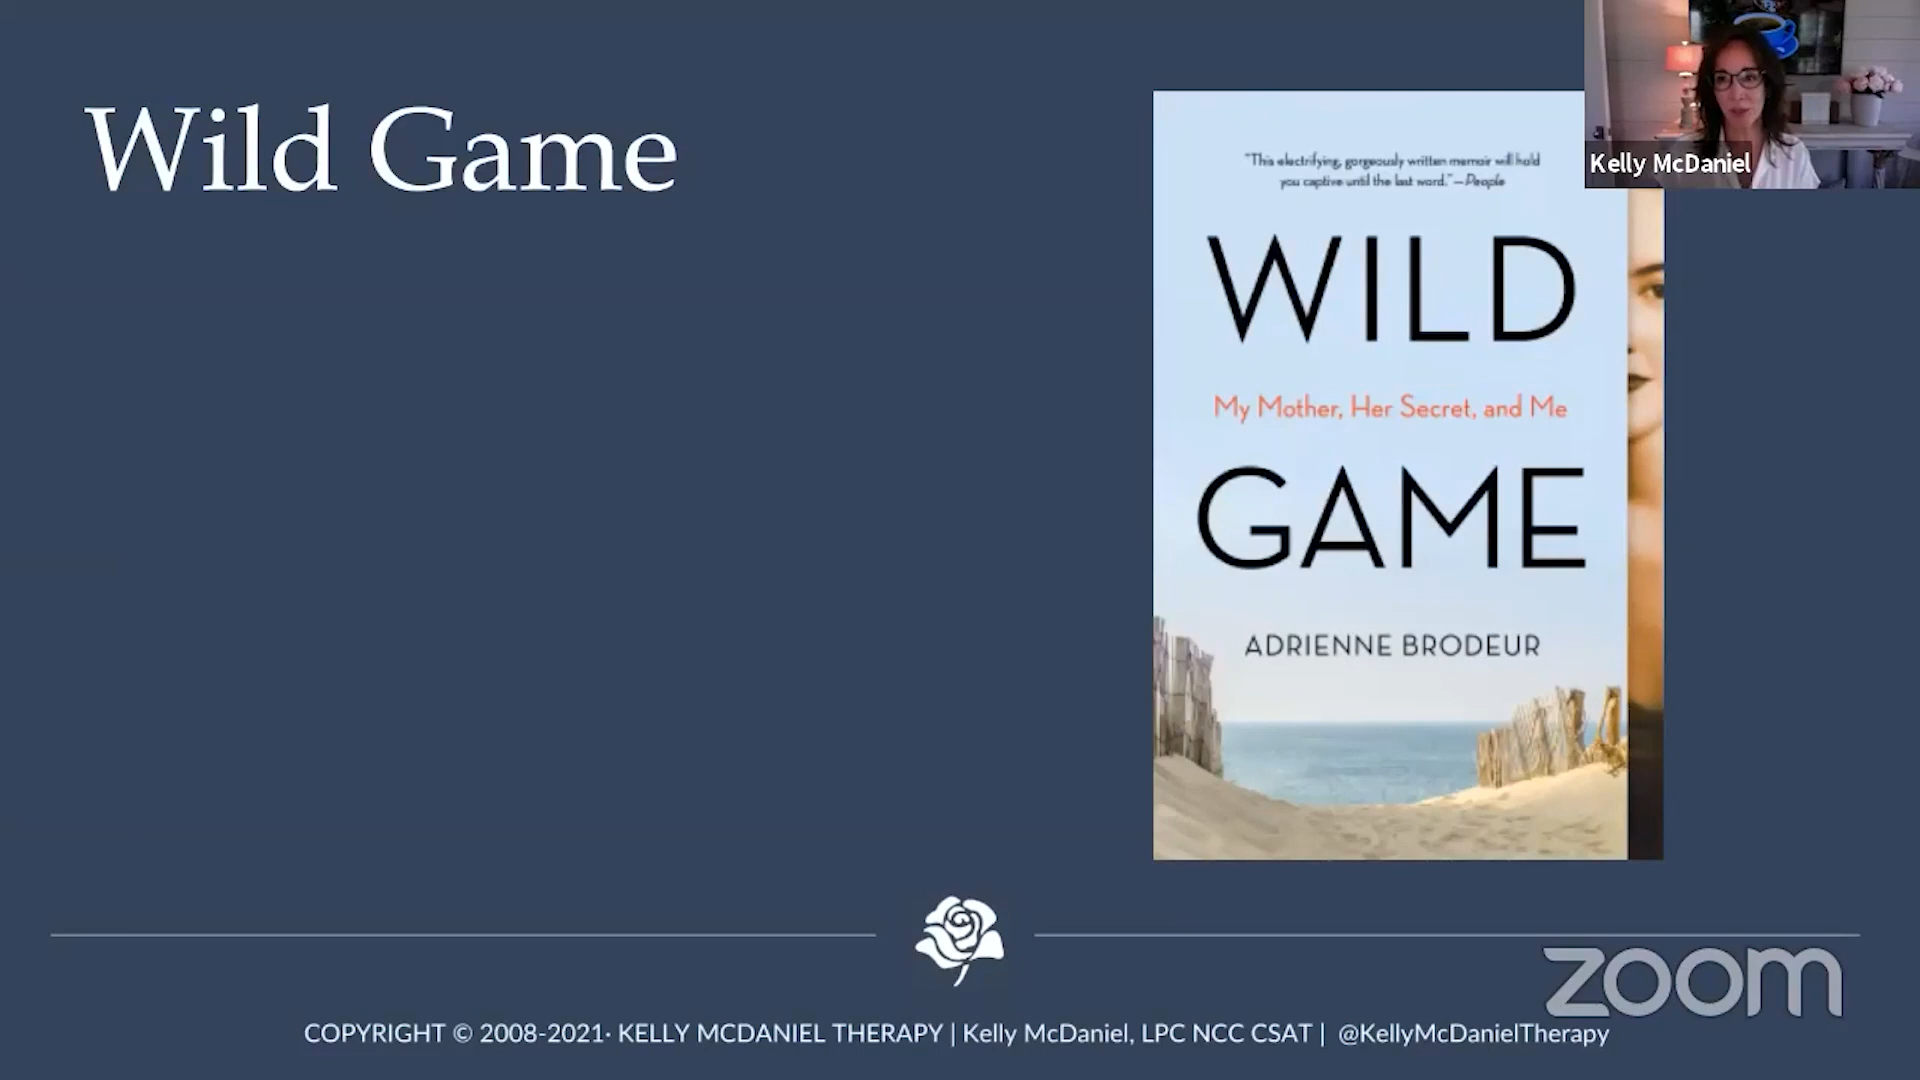 Wild Game
Kelly McDaniel
"This electrifying, gorgeously written memoir will hold
you captive until the last word."—People
WILD
My Mother, Her Secret, and Me
GAME
ADRIENNE BRODEUR
zoom
COPYRIGHT © 2008-2021· KELLY MCDANIEL THERAPY | Kelly McDaniel, LPC NCC CSAT | @KellyMcDanielTherapy